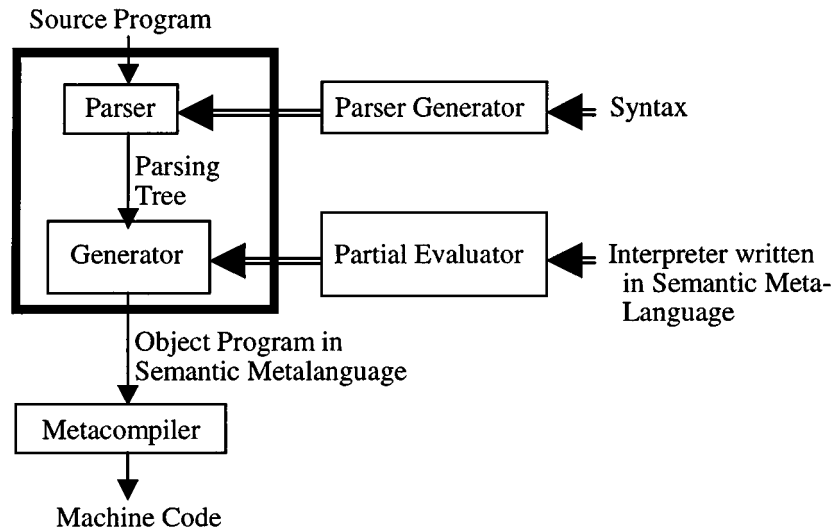 Source Program
Parser
Parser Generator
Syntax
Parsing
Tree
Generator
Partial Evaluator
Interpreter written
in Semantic Meta-
Language
Object Program in
Semantic Metalanguage
Metacompiler
Machine Code